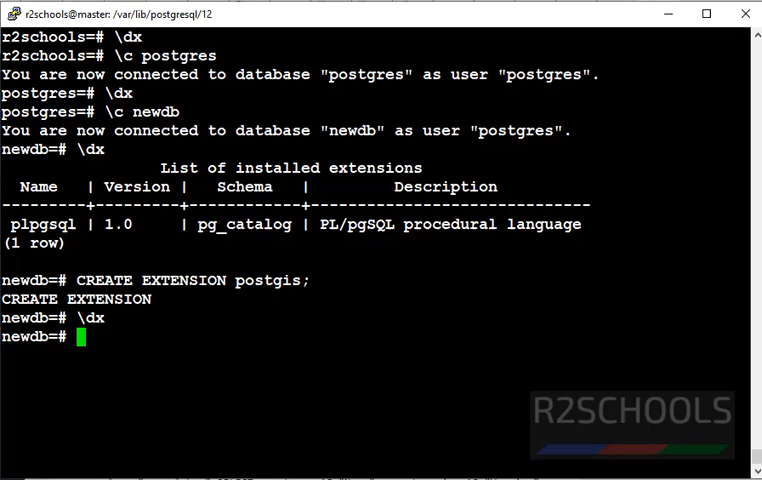 r2schools@master: /var/lib/postgresql/12
r2schools=# \dx
r2schools=# \c postgres
You are now connected to database "postgres" as user "postgres".
postgres=# \dx
postgres=# \c newdb
You are now connected to database "newdb" as user "postgres".
newdb=# \dx
List of installed extensions
Name | Version | Schema | Description
---------+---------+------------+------------------------------
plpgsql | 1.0 | pg_catalog | PL/pgSQL procedural language
(1 row)
newdb=# CREATE EXTENSION postgis;
CREATE EXTENSION
newdb=# \dx
newdb=#
R2SCHOOLS